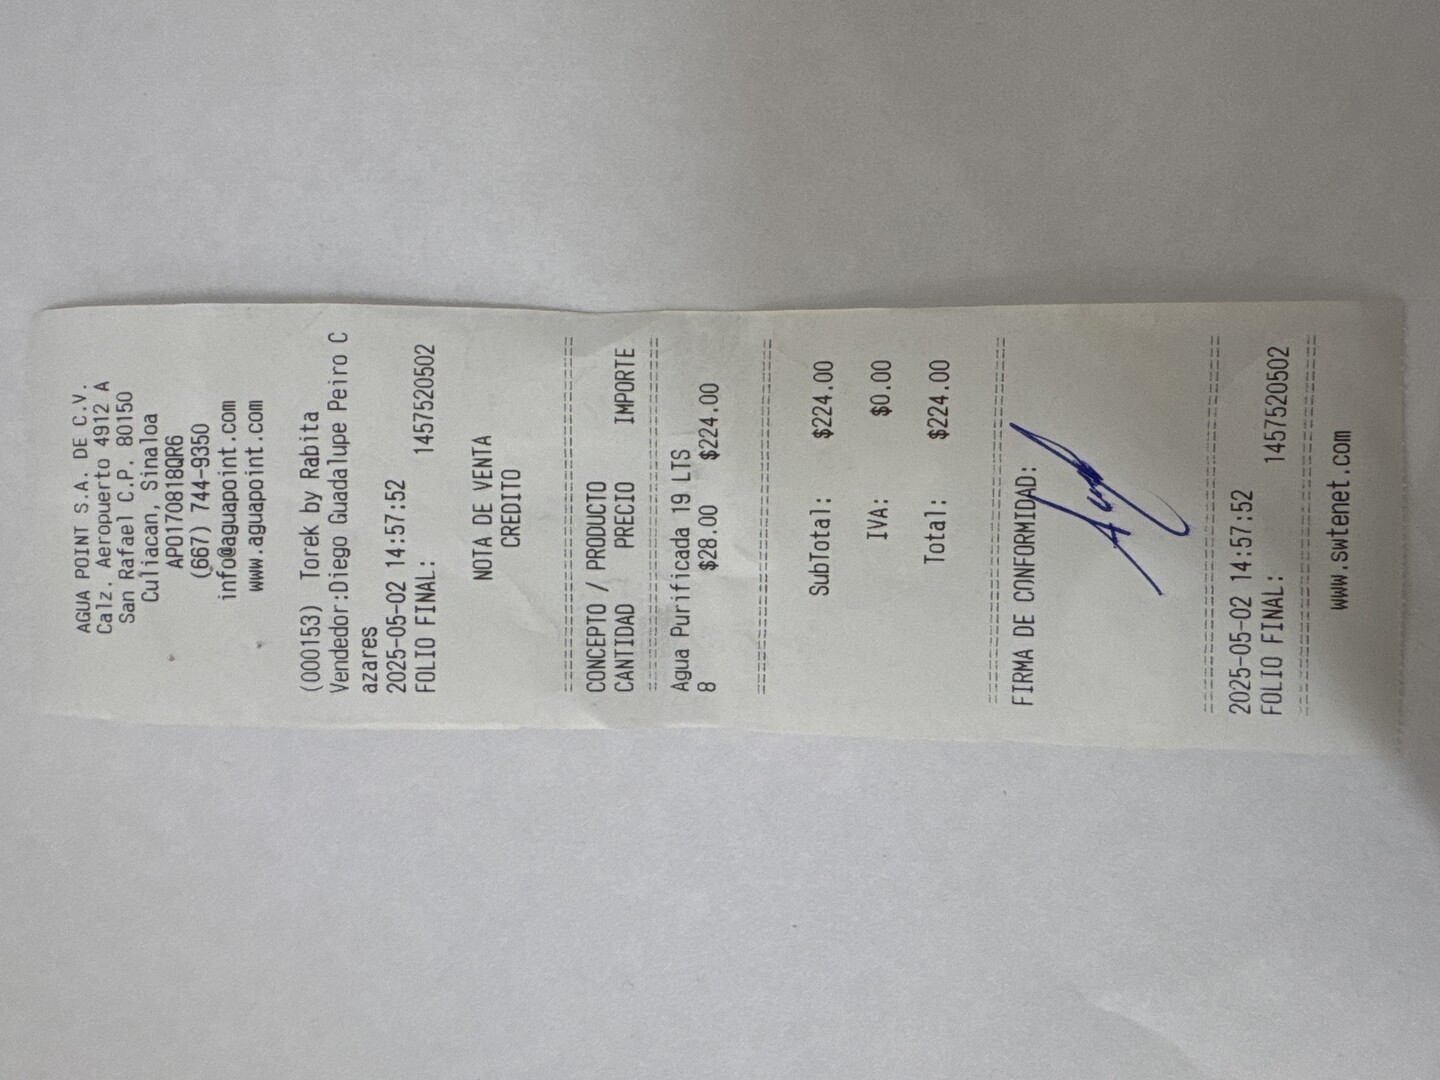 AGUA POINT S.A. DE C.V.
Calz. Aeropuerto 4912 A
San Rafael C.P. 80150
Culiacan, Sinaloa
APO170818QR6
(667) 744-9350
info@aguapoint.com
www.aguapoint.com
(000153) Torek by Rabita
Vendedor:Diego Guadalupe Peiro C
azares
2025-05-02 14:57:52
FOLIO FINAL: 1457520502
NOTA DE VENTA
CREDITO
CONCEPTO / PRODUCTO
CANTIDAD PRECIO IMPORTE
Agua Purificada 19 LTS
8 $28.00 $224.00
SubTotal: $224.00
IVA: $0.00
Total: $224.00
FIRMA DE CONFORMIDAD:
2025-05-02 14:57:52
FOLIO FINAL: 1457520502
www.swtenet.com